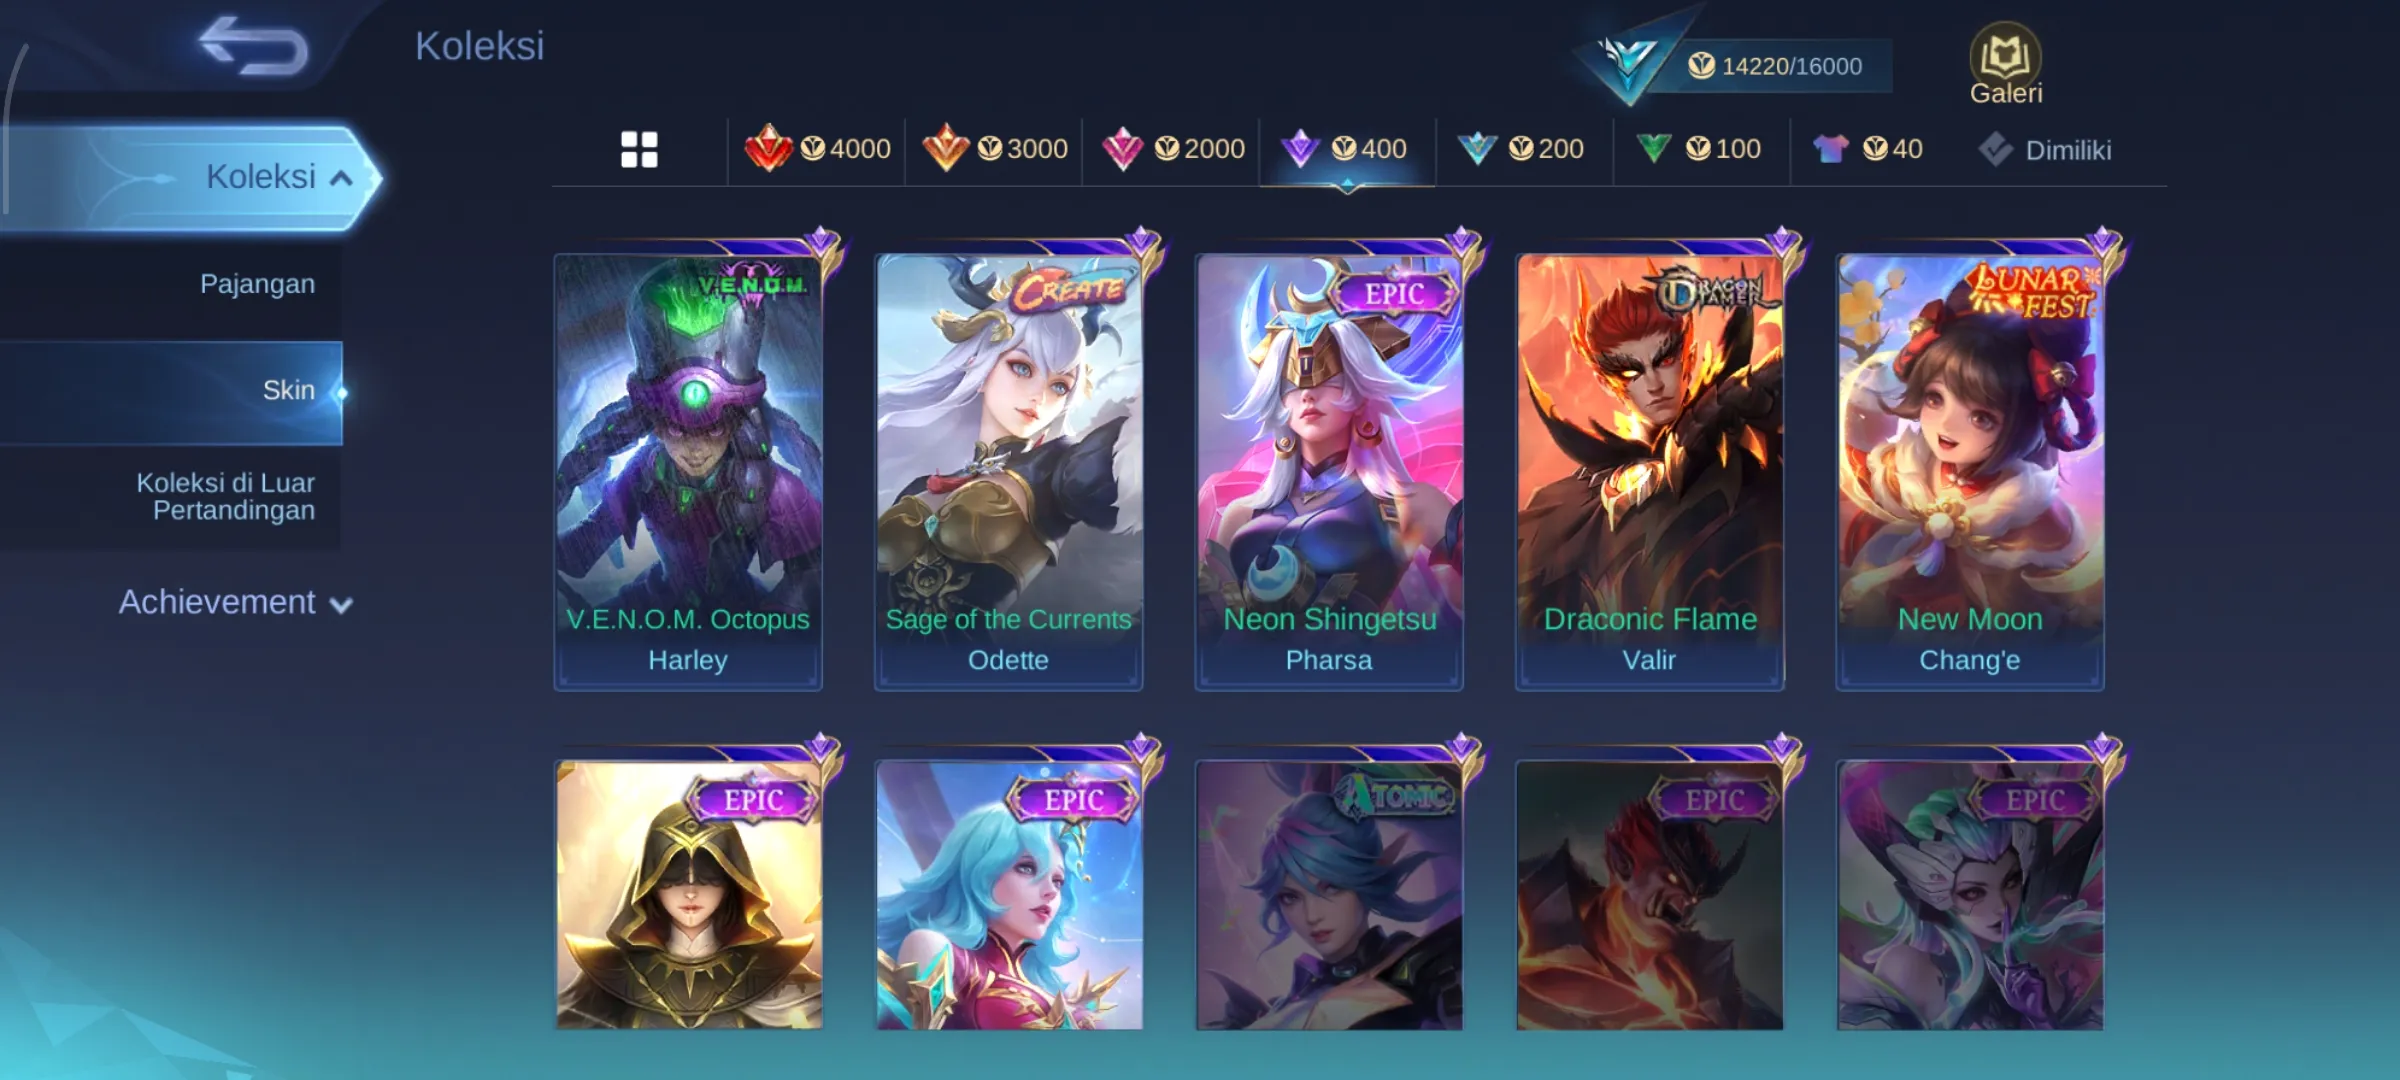 Koleksi
14220/16000
Galeri
4000
3000
2000
400
200
100
40
Dimiliki
Koleksi
Pajangan
Skin
Koleksi di Luar
Pertandingan
Achievement
V.E.N.O.M.
V.E.N.O.M. Octopus
Harley
CREATE
Sage of the Currents
Odette
EPIC
Neon Shingetsu
Pharsa
DRAGON
TAMER
Draconic Flame
Valir
LUNAR
FEST
New Moon
Chang'e
EPIC
EPIC
ATOMIC
EPIC
EPIC